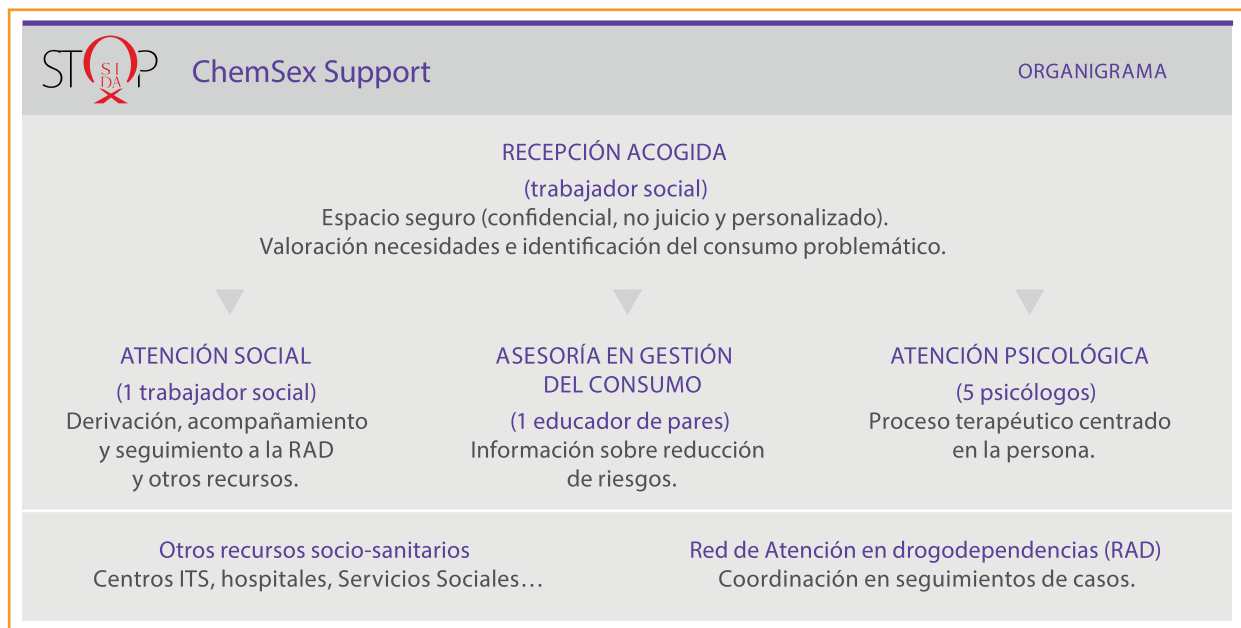 STOP
SI
DA
ChemSex Support
ORGANIGRAMA
RECEPCIÓN ACOGIDA
(trabajador social)
Espacio seguro (confidencial, no juicio y personalizado).
Valoración necesidades e identificación del consumo problemático.
ATENCIÓN SOCIAL
(1 trabajador social)
Derivación, acompañamiento
y seguimiento a la RAD
y otros recursos.
ASESORÍA EN GESTIÓN
DEL CONSUMO
(1 educador de pares)
Información sobre reducción
de riesgos.
ATENCIÓN PSICOLÓGICA
(5 psicólogos)
Proceso terapéutico centrado
en la persona.
Otros recursos socio-sanitarios
Centros ITS, hospitales, Servicios Sociales…
Red de Atención en drogodependencias (RAD)
Coordinación en seguimientos de casos.